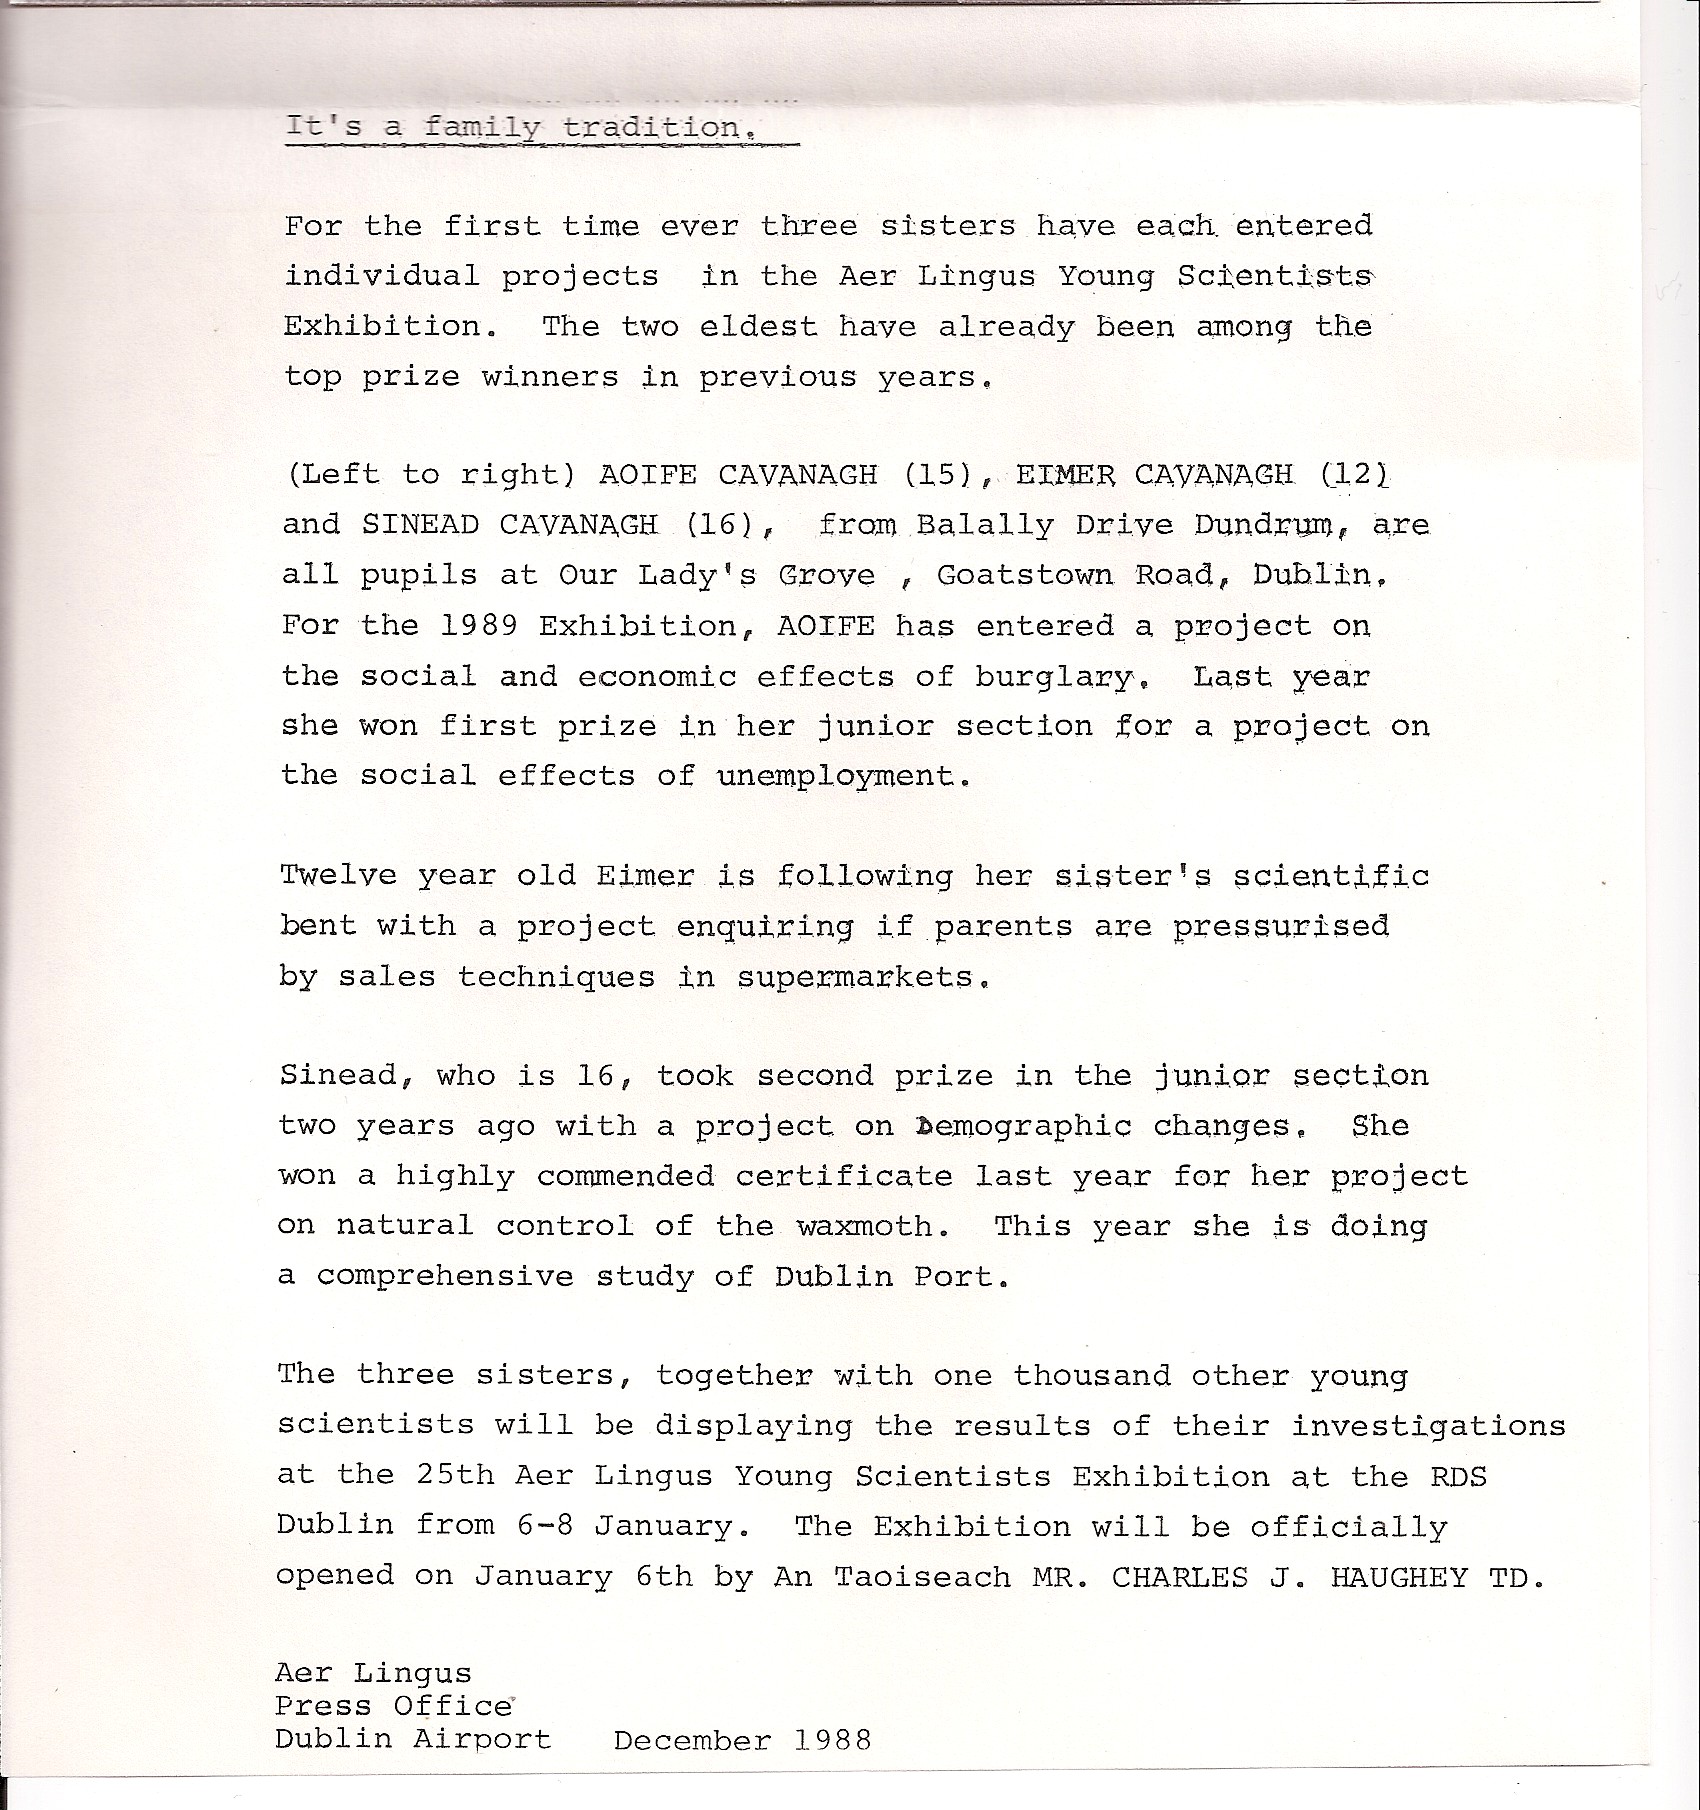 It's a family tradition.
For the first time ever three sisters have each entered
individual projects  in the Aer Lingus Young Scientists
Exhibition.  The two eldest have already been among the
top prize winners in previous years.
(Left to right) AOIFE CAVANAGH (15), EIMER CAVANAGH (12)
and SINEAD CAVANAGH (16),  from Balally Drive Dundrum, are
all pupils at Our Lady's Grove , Goatstown Road, Dublin.
For the 1989 Exhibition, AOIFE has entered a project on
the social and economic effects of burglary.  Last year
she won first prize in her junior section for a project on
the social effects of unemployment.
Twelve year old Eimer is following her sister's scientific
bent with a project enquiring if parents are pressurised
by sales techniques in supermarkets.
Sinead, who is 16, took second prize in the junior section
two years ago with a project on Demographic changes.  She
won a highly commended certificate last year for her project
on natural control of the waxmoth.  This year she is doing
a comprehensive study of Dublin Port.
The three sisters, together with one thousand other young
scientists will be displaying the results of their investigations
at the 25th Aer Lingus Young Scientists Exhibition at the RDS
Dublin from 6-8 January.  The Exhibition will be officially
opened on January 6th by An Taoiseach MR. CHARLES J. HAUGHEY TD.
Aer Lingus
Press Office
Dublin Airport   December 1988